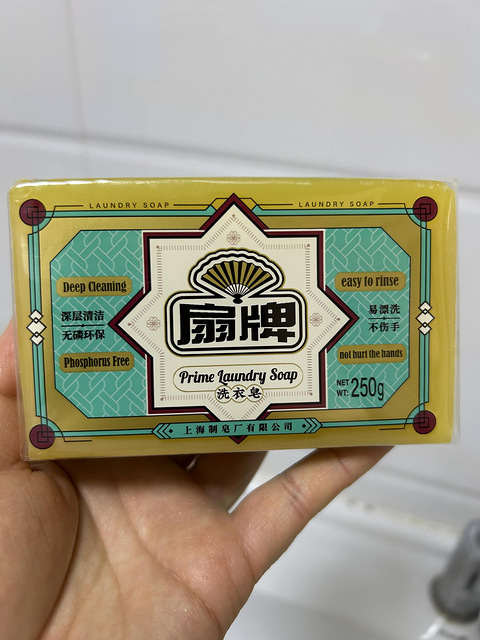 LAUNDRY SOAP
LAUNDRY SOAP
Deep Cleaning
深层清洁
无磷环保
Phosphorus Free
扇牌
Prime Laundry Soap
洗衣皂
easy to rinse
易漂洗
不伤手
not hurt the hands
NET WT: 250g
上海制皂厂有限公司